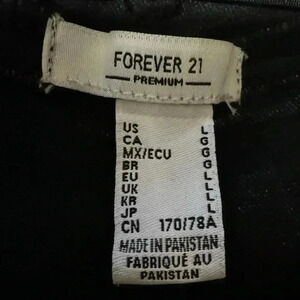 FOREVER 21
PREMIUM
US L
CA G
MX/ECU G
BR G
EU L
UK L
KR L
JP L
CN 170/78A
MADE IN PAKISTAN
FABRIQUÉ AU
PAKISTAN